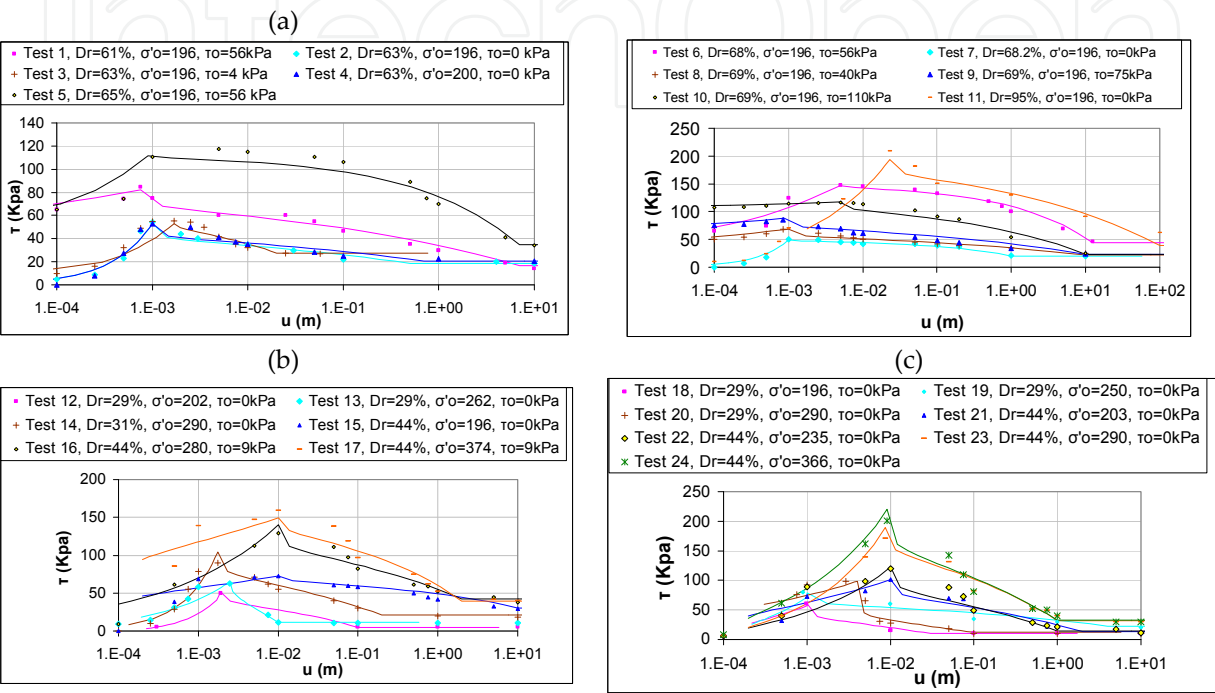 (a)
Test 1, Dr=61%, σ'o=196, τo=56kPa
Test 2, Dr=63%, σ'o=196, τo=0 kPa
Test 3, Dr=63%, σ'o=196, τo=4 kPa
Test 4, Dr=63%, σ'o=200, τo=0 kPa
Test 5, Dr=65%, σ'o=196, τo=56 kPa
140
120
100
80
60
40
20
0
τ (Kpa)
1.E-04 1.E-03 1.E-02 1.E-01 1.E+00 1.E+01
u (m)
Test 6, Dr=68%, σ'o=196, τo=56kPa
Test 7, Dr=68.2%, σ'o=196, τo=0kPa
Test 8, Dr=69%, σ'o=196, τo=40kPa
Test 9, Dr=69%, σ'o=196, τo=75kPa
Test 10, Dr=69%, σ'o=196, τo=110kPa
Test 11, Dr=95%, σ'o=196, τo=0kPa
250
200
150
100
50
0
τ (Kpa)
1.E-04 1.E-03 1.E-02 1.E-01 1.E+00 1.E+01 1.E+02
u (m)
(b)
(c)
Test 12, Dr=29%, σ'o=202, τo=0kPa
Test 13, Dr=29%, σ'o=262, τo=0kPa
Test 14, Dr=31%, σ'o=290, τo=0kPa
Test 15, Dr=44%, σ'o=196, τo=0kPa
Test 16, Dr=44%, σ'o=280, τo=9kPa
Test 17, Dr=44%, σ'o=374, τo=9kPa
200
150
100
50
0
τ (Kpa)
1.E-04 1.E-03 1.E-02 1.E-01 1.E+00 1.E+01
u (m)
Test 18, Dr=29%, σ'o=196, τo=0kPa
Test 19, Dr=29%, σ'o=250, τo=0kPa
Test 20, Dr=29%, σ'o=290, τo=0kPa
Test 21, Dr=44%, σ'o=203, τo=0kPa
Test 22, Dr=44%, σ'o=235, τo=0kPa
Test 23, Dr=44%, σ'o=290, τo=0kPa
Test 24, Dr=44%, σ'o=366, τo=0kPa
250
200
150
100
50
0
τ (Kpa)
1.E-04 1.E-03 1.E-02 1.E-01 1.E+00 1.E+01
u (m)